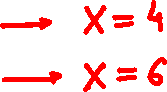 → X = 4
→ X = 6